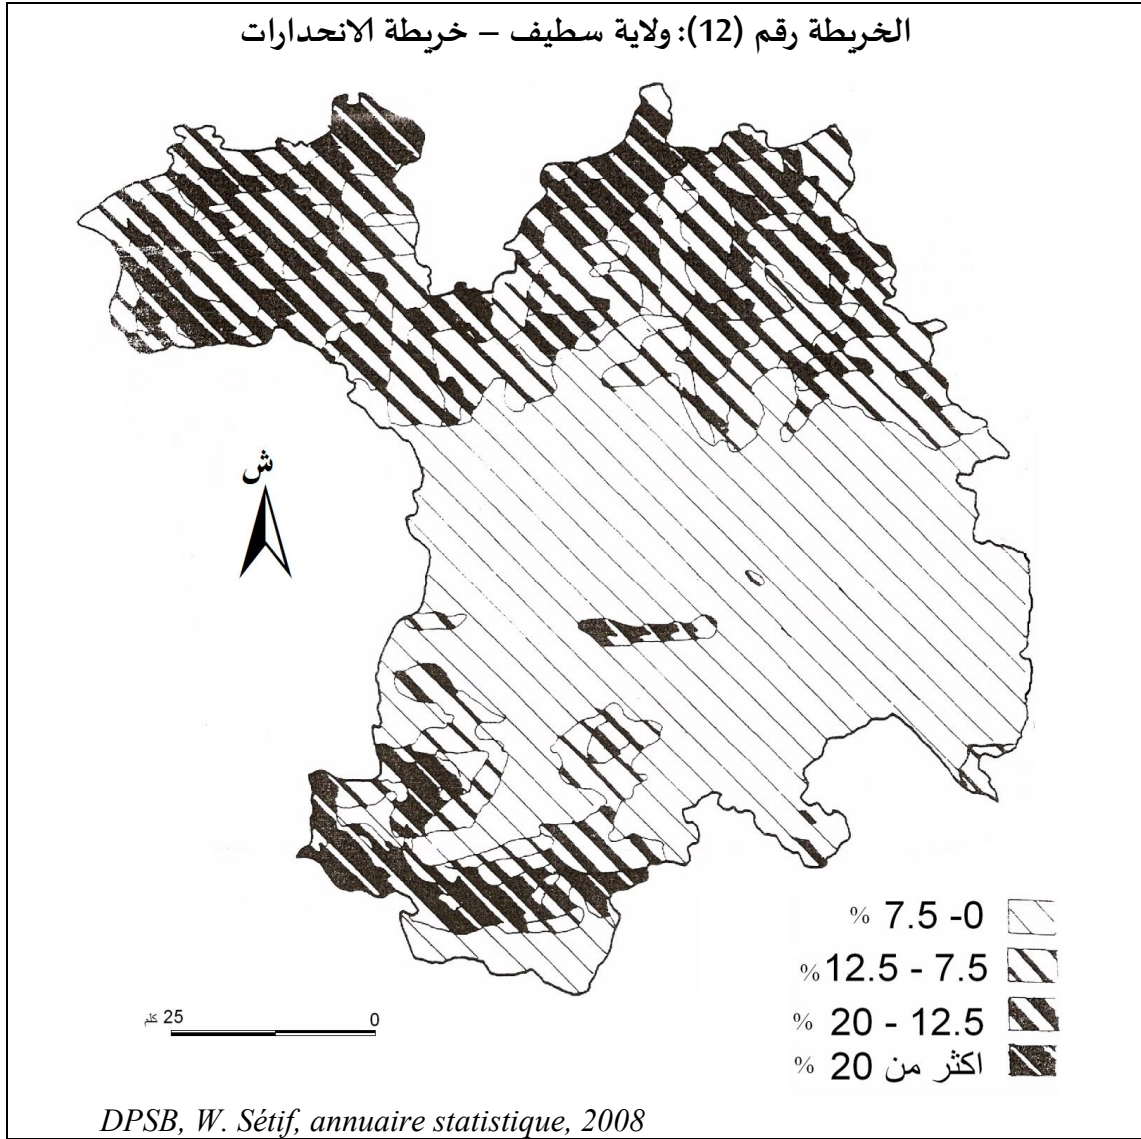 الخريطة رقم (12): ولاية سطيف – خريطة الانحدارات
ش
0- 7.5 %
7.5 - 12.5 %
12.5 - 20 %
اكثر من 20 %
0 25 كلم
DPSB, W. Sétif, annuaire statistique, 2008